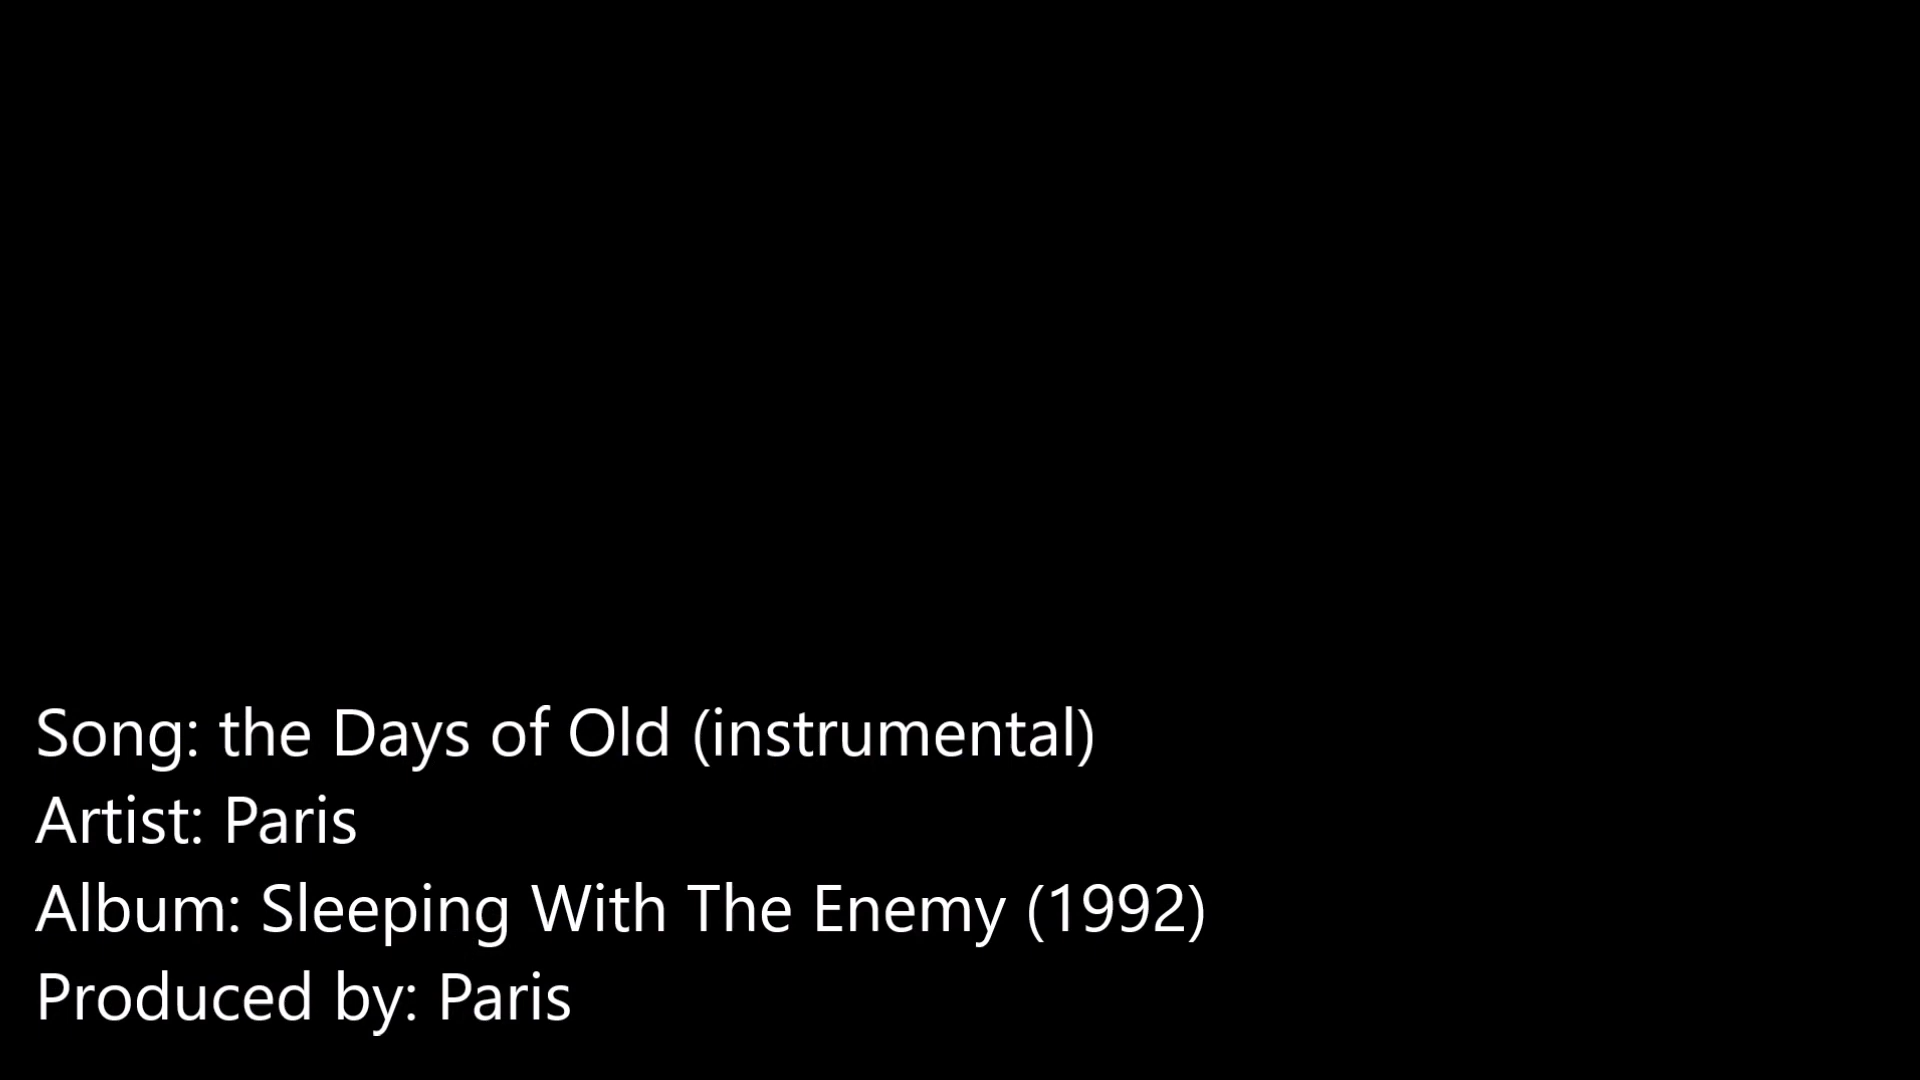 Song: the Days of Old (instrumental)
Artist: Paris
Album: Sleeping With The Enemy (1992)
Produced by: Paris